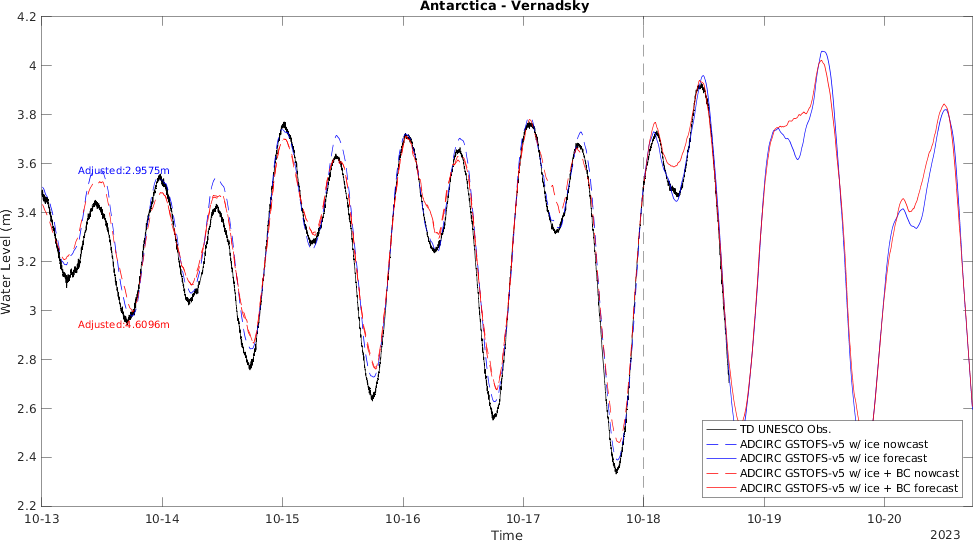 Antarctica - Vernadsky
4.2
4
3.8
3.6
3.4
3.2
3
2.8
2.6
2.4
2.2
Water Level (m)
Adjusted:2.9575m
Adjusted:4.6096m
TD UNESCO Obs.
ADCIRC GSTOFS-v5 w/ ice nowcast
ADCIRC GSTOFS-v5 w/ ice forecast
ADCIRC GSTOFS-v5 w/ ice + BC nowcast
ADCIRC GSTOFS-v5 w/ ice + BC forecast
10-13 10-14 10-15 10-16 10-17 10-18 10-19 10-20
Time
2023